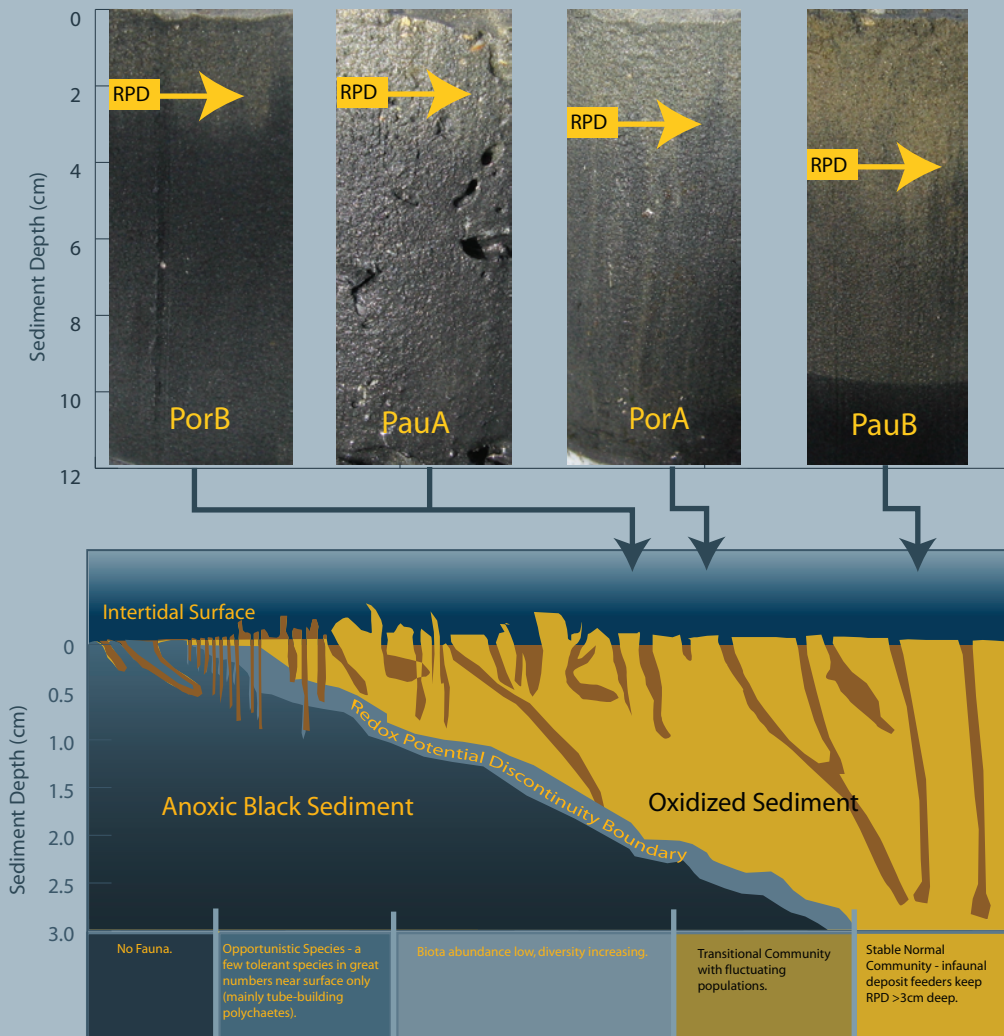 Sediment Depth (cm)
0
2
4
6
8
10
12
RPD
PorB
RPD
PauA
RPD
PorA
RPD
PauB
Intertidal Surface
Sediment Depth (cm)
0
0.5
1.0
1.5
2.0
2.5
3.0
Redox Potential Discontinuity Boundary
Anoxic Black Sediment
Oxidized Sediment
No Fauna.
Opportunistic Species - a
few tolerant species in great
numbers near surface only
(mainly tube-building
polychaetes).
Biota abundance low, diversity increasing.
Transitional Community
with fluctuating
populations.
Stable Normal
Community - infaunal
deposit feeders keep
RPD >3cm deep.